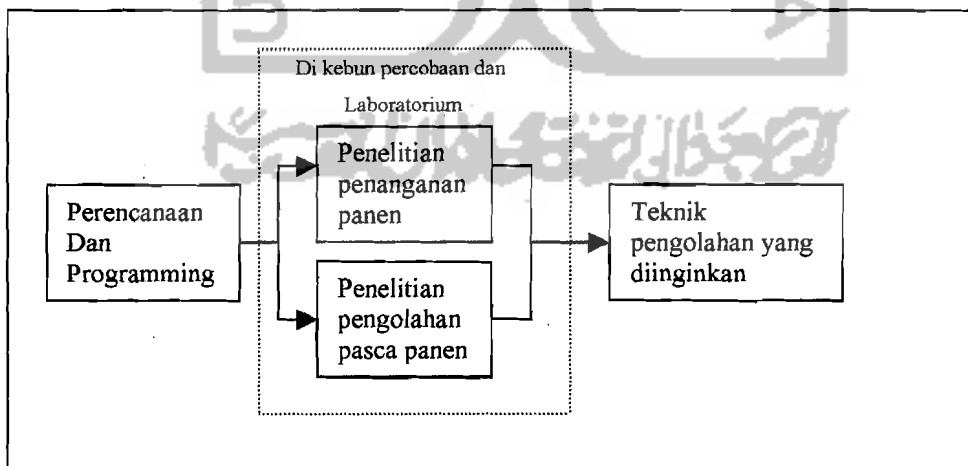 Di kebun percobaan dan
Laboratorium
Perencanaan
Dan
Programming
Penelitian
penanganan
panen
Penelitian
pengolahan
pasca panen
Teknik
pengolahan yang
diinginkan